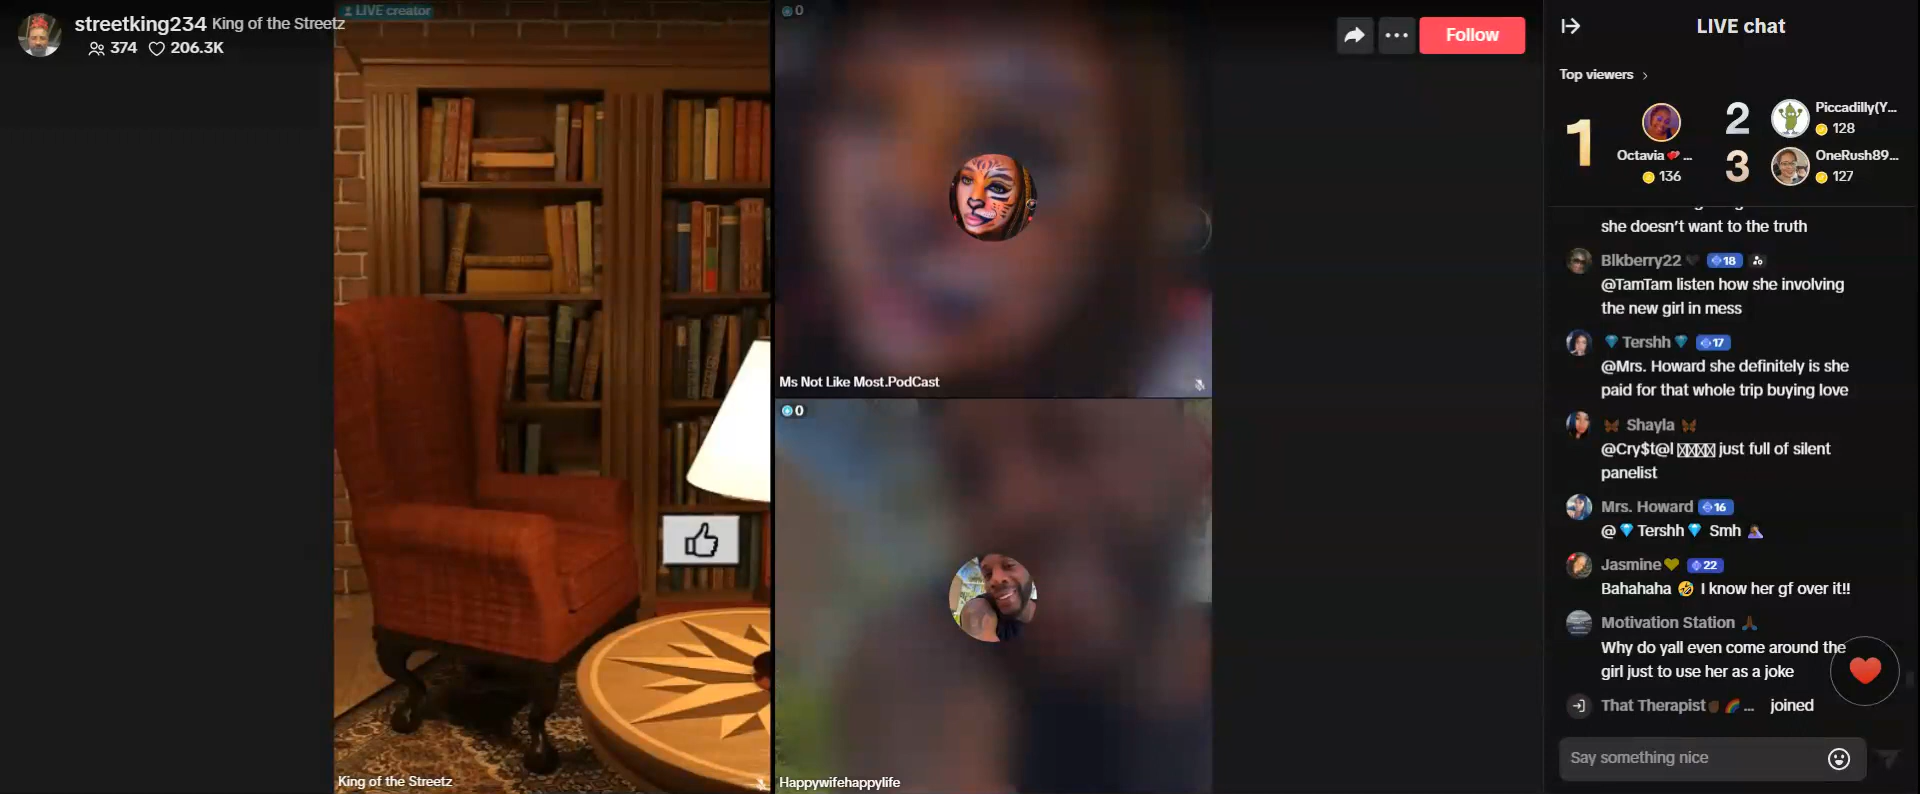 streetking234 King of the Streetz
374 206.3K
LIVE creator
King of the Streetz
0
Ms Not Like Most.PodCast
0
Happywifehappylife
Follow
LIVE chat
Top viewers
1
Octavia ❤️ ...
136
2
Piccadilly(Y...
128
3
OneRush89...
127
she doesn't want to the truth
Blkberry22 🖤 18
@TamTam listen how she involving
the new girl in mess
💎 Tershh 💎 17
@Mrs. Howard she definitely is she
paid for that whole trip buying love
🦋 Shayla 🦋
@Cry$t@l just full of silent
panelist
Mrs. Howard 16
@💎 Tershh 💎 Smh
Jasmine 💛 22
Bahahaha 🤣 I know her gf over it!!
Motivation Station 🙏🏾
Why do yall even come around the
girl just to use her as a joke
That Therapist ... joined
Say something nice